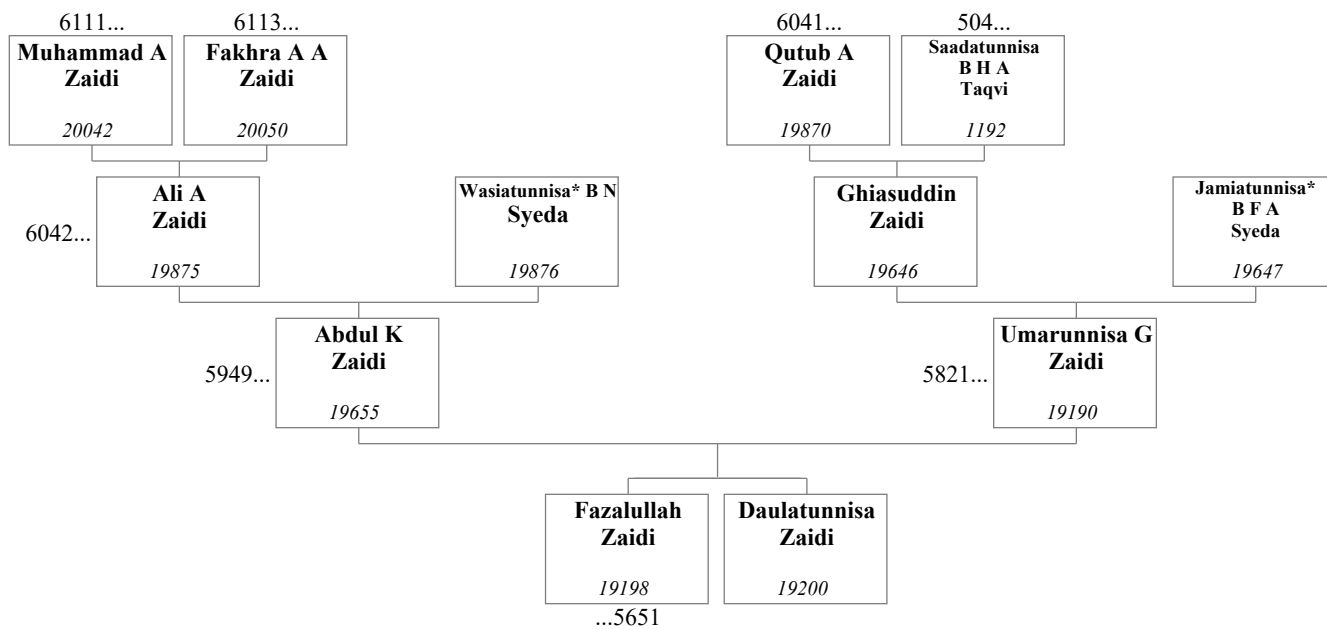 6111...
6113...
6041...
504...
Muhammad A
Zaidi
20042
Fakhra A A
Zaidi
20050
Qutub A
Zaidi
19870
Saadatunnisa
B H A
Taqvi
1192
6042...
Ali A
Zaidi
19875
Wasiatunnisa* B N
Syeda
19876
Ghiasuddin
Zaidi
19646
Jamiatunnisa*
B F A
Syeda
19647
5949...
Abdul K
Zaidi
19655
5821...
Umarunnisa G
Zaidi
19190
Fazalullah
Zaidi
19198
...5651
Daulatunnisa
Zaidi
19200